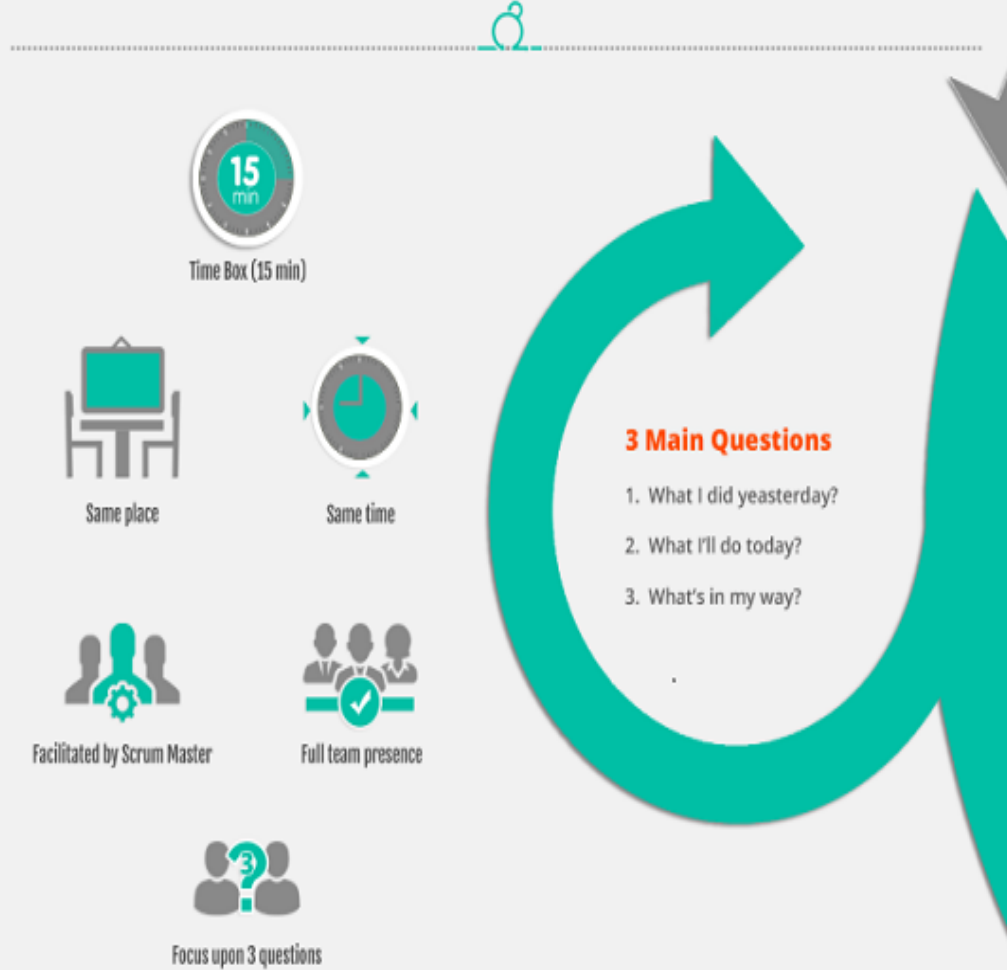 15
min
Time Box (15 min)
Same place
Same time
Facilitated by Scrum Master
Full team presence
3
Focus upon 3 questions
3 Main Questions
1. What I did yeasterday?
2. What I'll do today?
3. What's in my way?
.